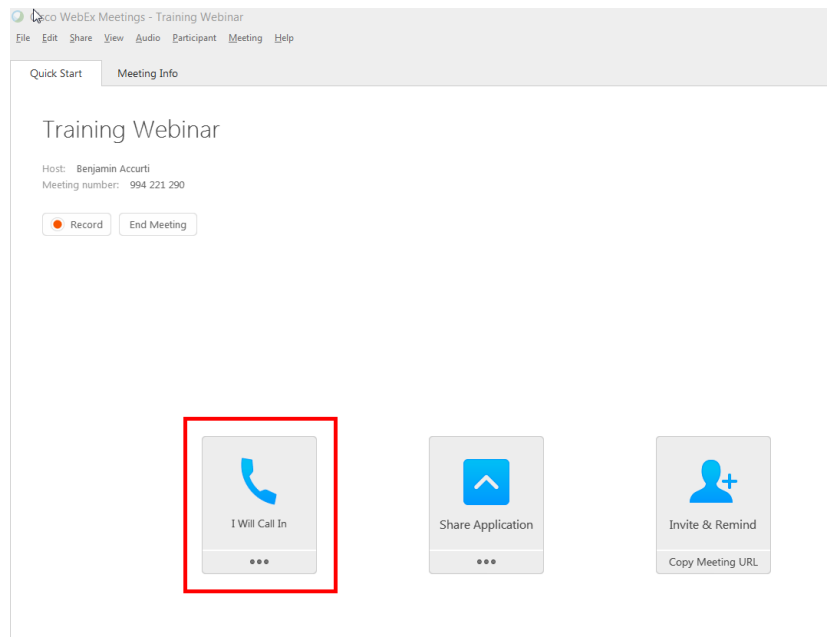 Cisco WebEx Meetings - Training Webinar
File Edit Share View Audio Participant Meeting Help
Quick Start Meeting Info
Training Webinar
Host: Benjamin Accurti
Meeting number: 994 221 290
Record End Meeting
I Will Call In Share Application Invite & Remind
Copy Meeting URL